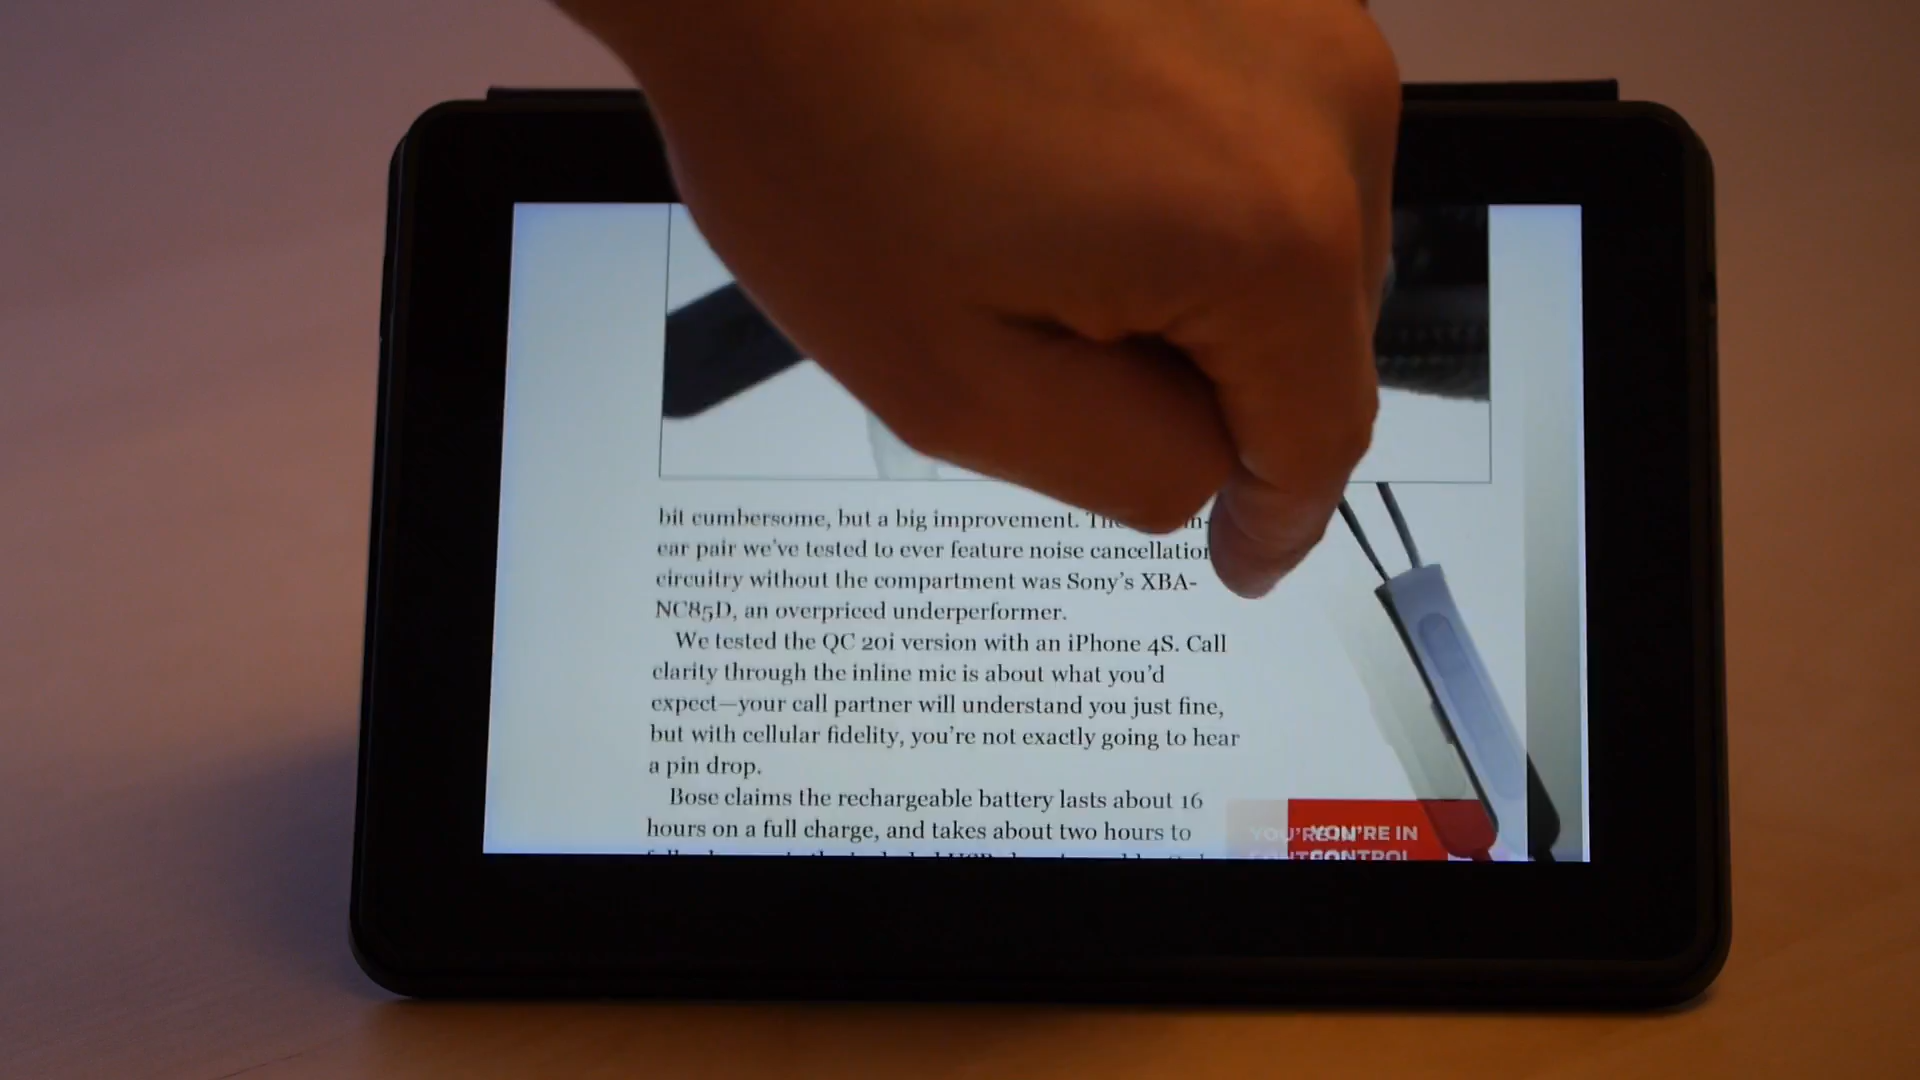 bit cumbersome, but a big improvement.
ear pair we've tested to ever feature noise cancellation
circuitry without the compartment was Sony's XBA-
NC85D, an overpriced underperformer.
We tested the QC 20i version with an iPhone 4S. Call
clarity through the inline mic is about what you'd
expect—your call partner will understand you just fine,
but with cellular fidelity, you're not exactly going to hear
a pin drop.
Bose claims the rechargeable battery lasts about 16
hours on a full charge, and takes about two hours to
YOU'RE IN
CONTROL